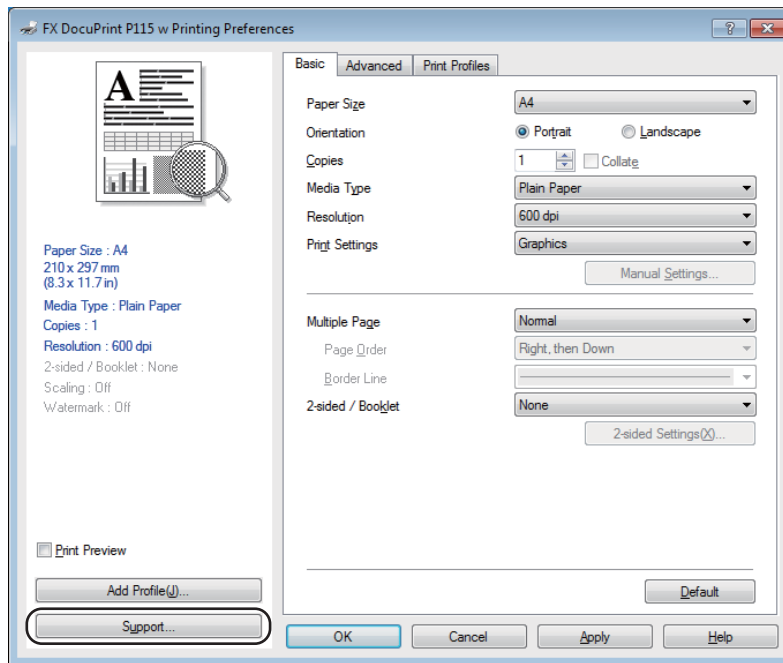 FX DocuPrint P115 w Printing Preferences
Basic Advanced Print Profiles
A
Paper Size : A4
210 x 297 mm
(8.3 x 11.7 in)
Media Type : Plain Paper
Copies : 1
Resolution : 600 dpi
2-sided / Booklet : None
Scaling : Off
Watermark : Off
Print Preview
Add Profile(J)...
Support...
Paper Size A4
Orientation Portrait Landscape
Copies 1 Collate
Media Type Plain Paper
Resolution 600 dpi
Print Settings Graphics
Manual Settings...
Multiple Page Normal
Page Order Right, then Down
Border Line
2-sided / Booklet None
2-sided Settings(X)...
Default
OK Cancel Apply Help